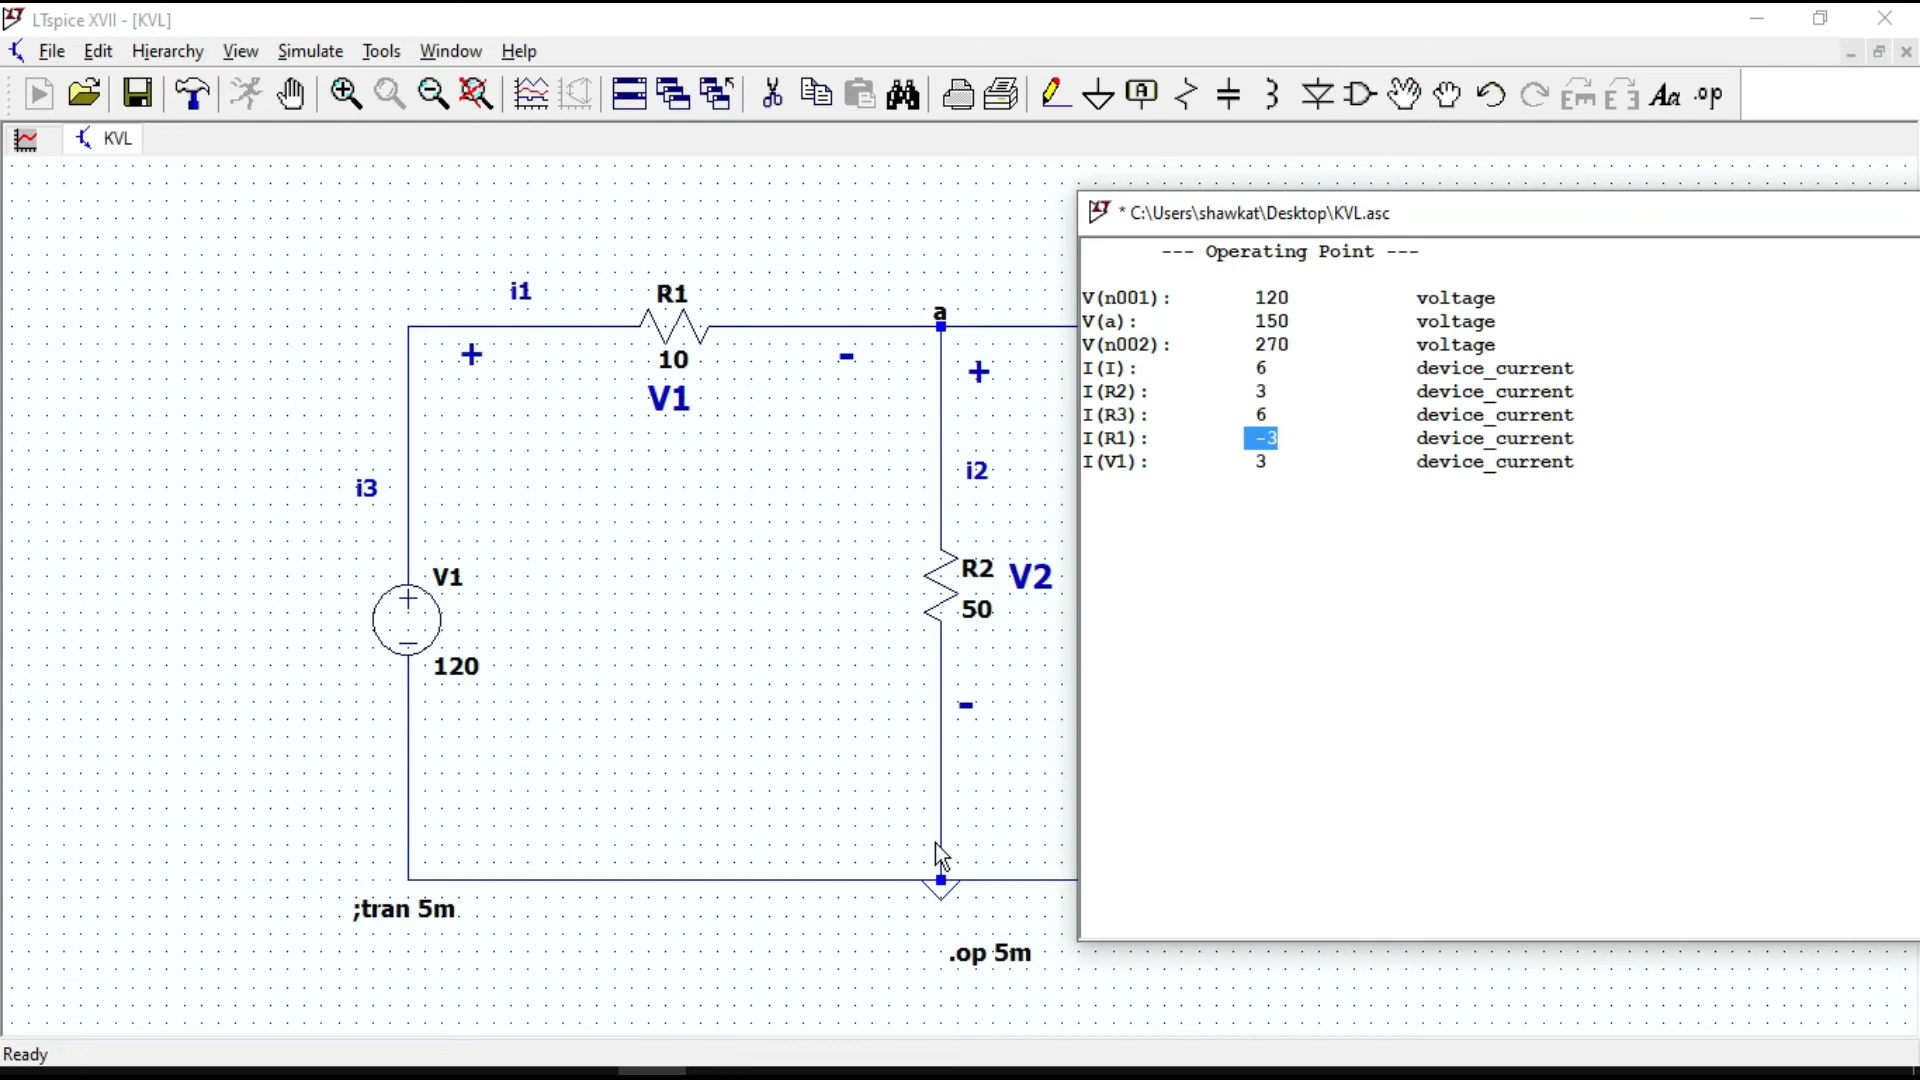 LTspice XVII - [KVL]
File Edit Hierarchy View Simulate Tools Window Help
A Aa .op
KVL
* C:\Users\shawkat\Desktop\KVL.asc
--- Operating Point ---
V(n001): 120 voltage
V(a): 150 voltage
V(n002): 270 voltage
I(I): 6 device_current
I(R2): 3 device_current
I(R3): 6 device_current
I(R1): -3 device_current
I(V1): 3 device_current
i1
R1
a
+
-
10
+
V1
i2
i3
V1
R2
V2
50
120
-
;tran 5m
.op 5m
Ready